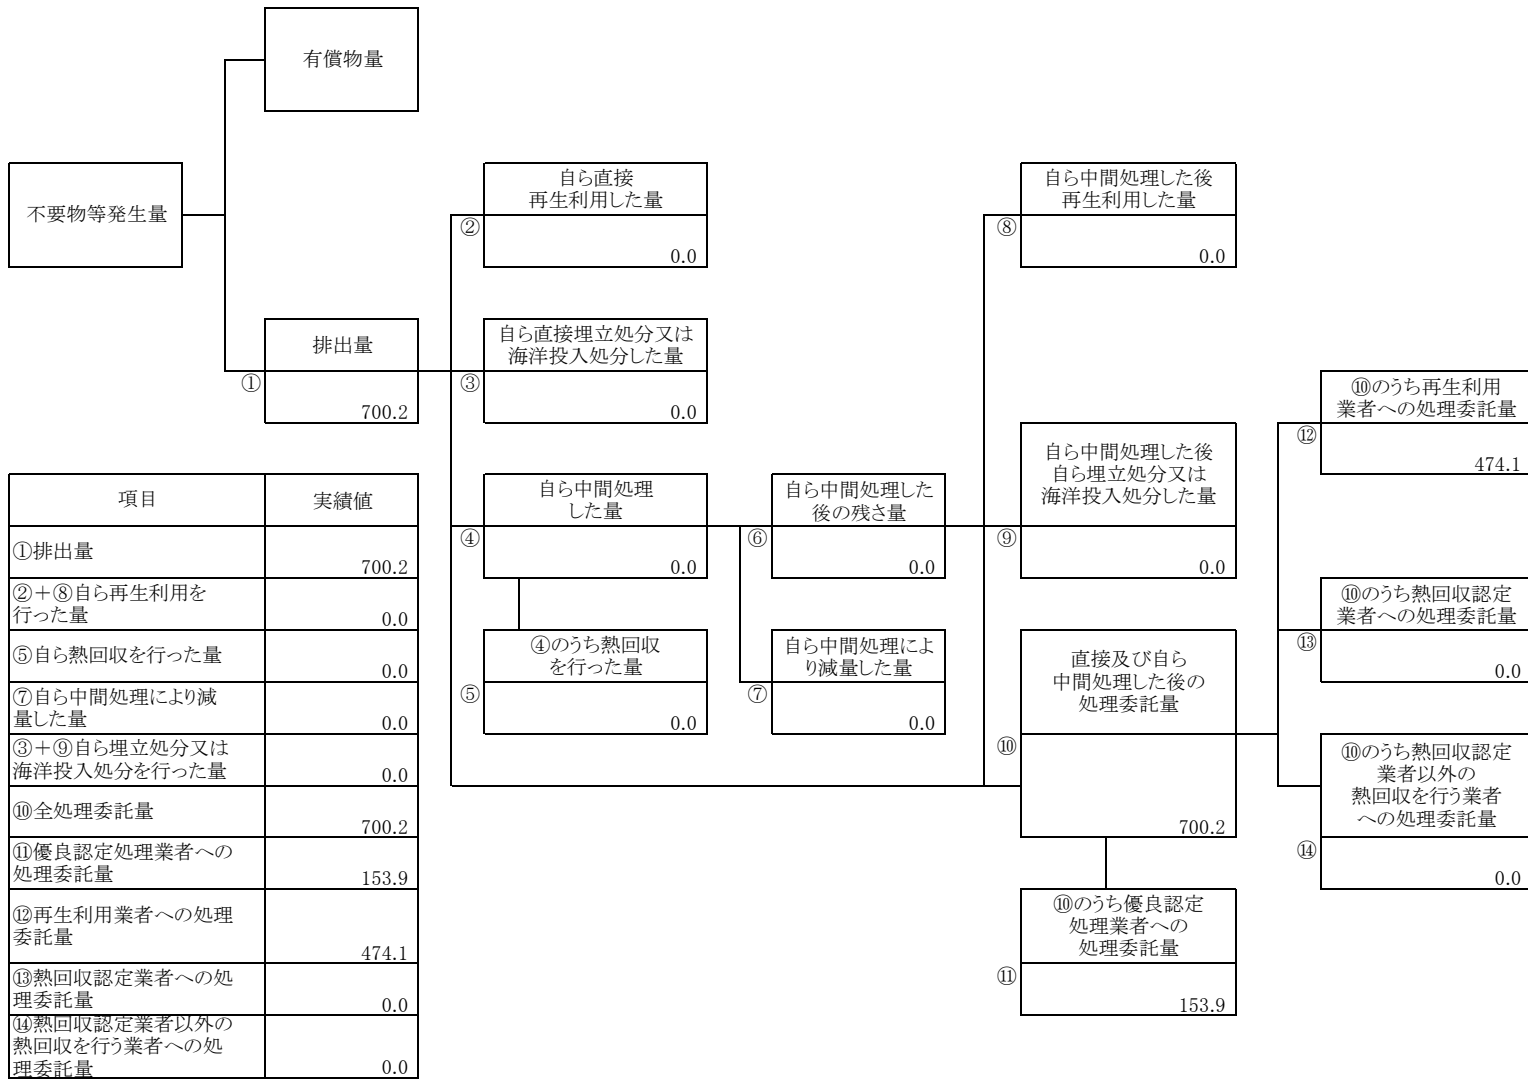 有償物量
不要物等発生量
排出量
①
700.2
自ら直接
再生利用した量
②
0.0
自ら直接埋立処分又は
海洋投入処分した量
③
0.0
自ら中間処理
した量
④
0.0
④のうち熱回収
を行った量
⑤
0.0
自ら中間処理した
後の残さ量
⑥
0.0
自ら中間処理によ
り減量した量
⑦
0.0
自ら中間処理した後
再生利用した量
⑧
0.0
自ら中間処理した後
自ら埋立処分又は
海洋投入処分した量
⑨
0.0
直接及び自ら
中間処理した後の
処理委託量
⑩
700.2
⑩のうち優良認定
処理業者への
処理委託量
⑪
153.9
⑩のうち再生利用
業者への処理委託量
⑫
474.1
⑩のうち熱回収認定
業者への処理委託量
⑬
0.0
⑩のうち熱回収認定
業者以外の
熱回収を行う業者
への処理委託量
⑭
0.0
項目 実績値
①排出量
700.2
②＋⑧自ら再生利用を
行った量
0.0
⑤自ら熱回収を行った量
0.0
⑦自ら中間処理により減
量した量
0.0
③＋⑨自ら埋立処分又は
海洋投入処分を行った量
0.0
⑩全処理委託量
700.2
⑪優良認定処理業者への
処理委託量
153.9
⑫再生利用業者への処理
委託量
474.1
⑬熱回収認定業者への処
理委託量
0.0
⑭熱回収認定業者以外の
熱回収を行う業者への処
理委託量
0.0